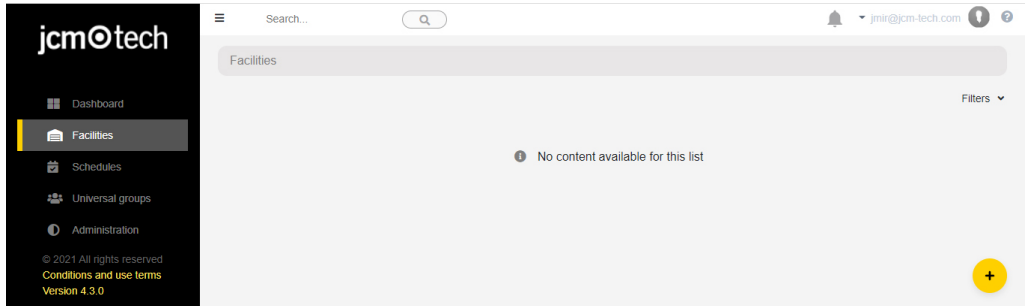 jcm tech
Search...
jmir@jcm-tech.com
Facilities
Filters
Dashboard
Facilities
Schedules
Universal groups
Administration
No content available for this list
© 2021 All rights reserved
Conditions and use terms
Version 4.3.0
+